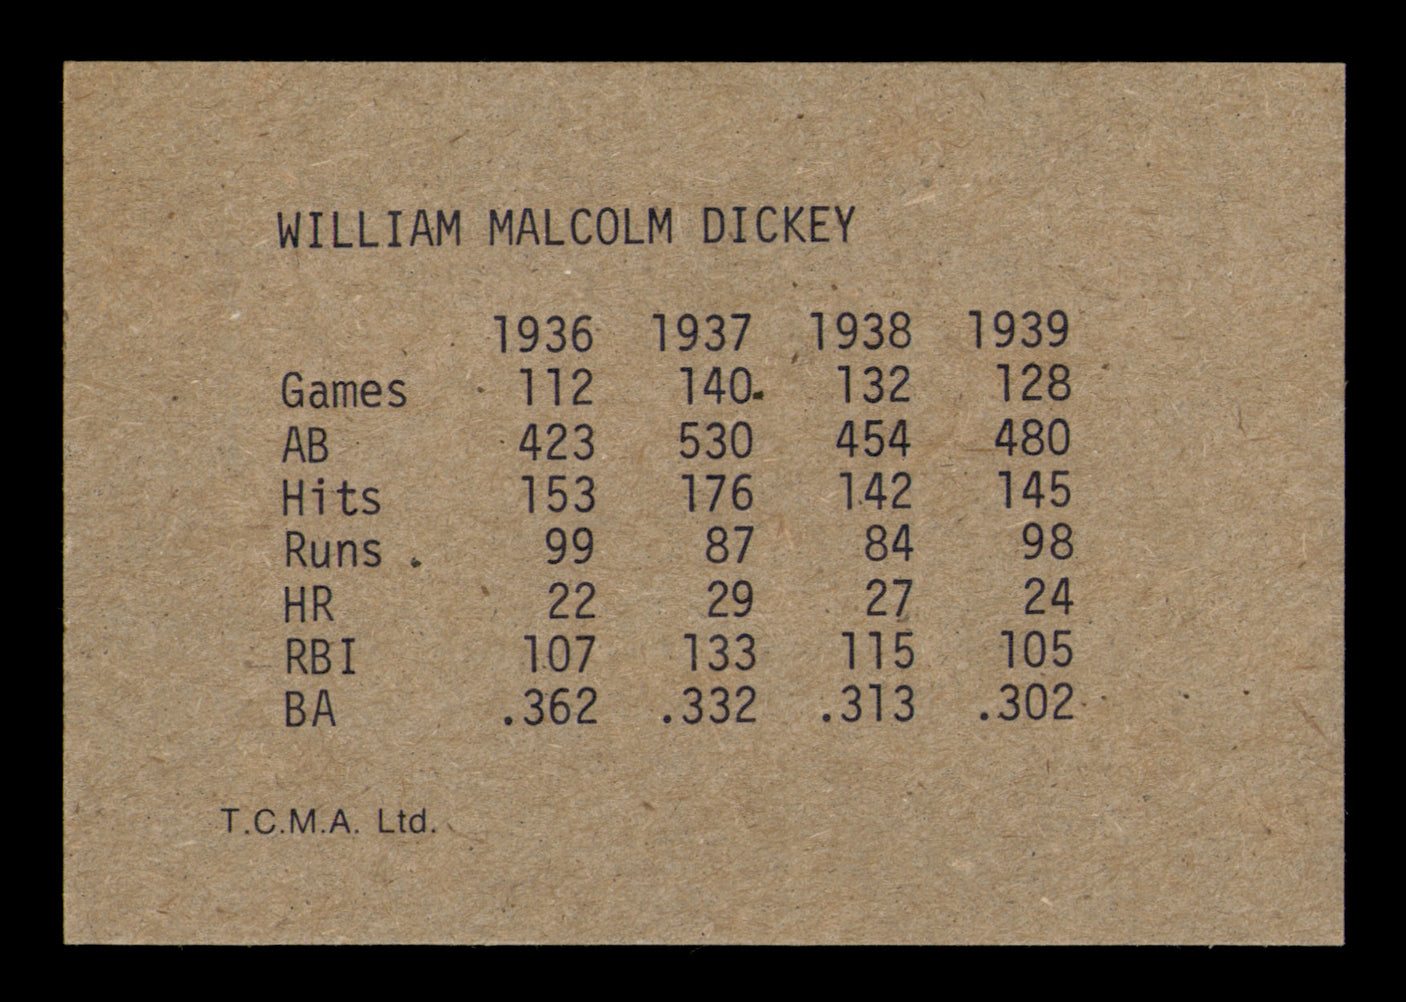 WILLIAM MALCOLM DICKEY
1936 1937 1938 1939
Games 112 140 132 128
AB 423 530 454 480
Hits 153 176 142 145
Runs 99 87 84 98
HR 22 29 27 24
RBI 107 133 115 105
BA .362 .332 .313 .302
T.C.M.A. Ltd.